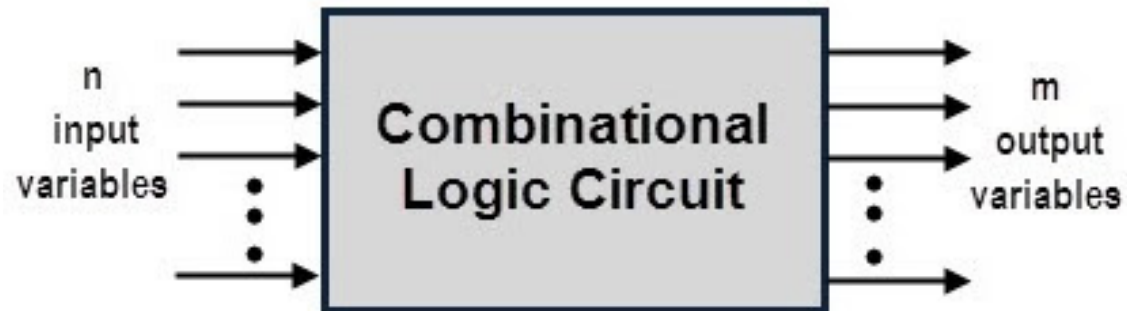 n
input
variables
Combinational
Logic Circuit
m
output
variables